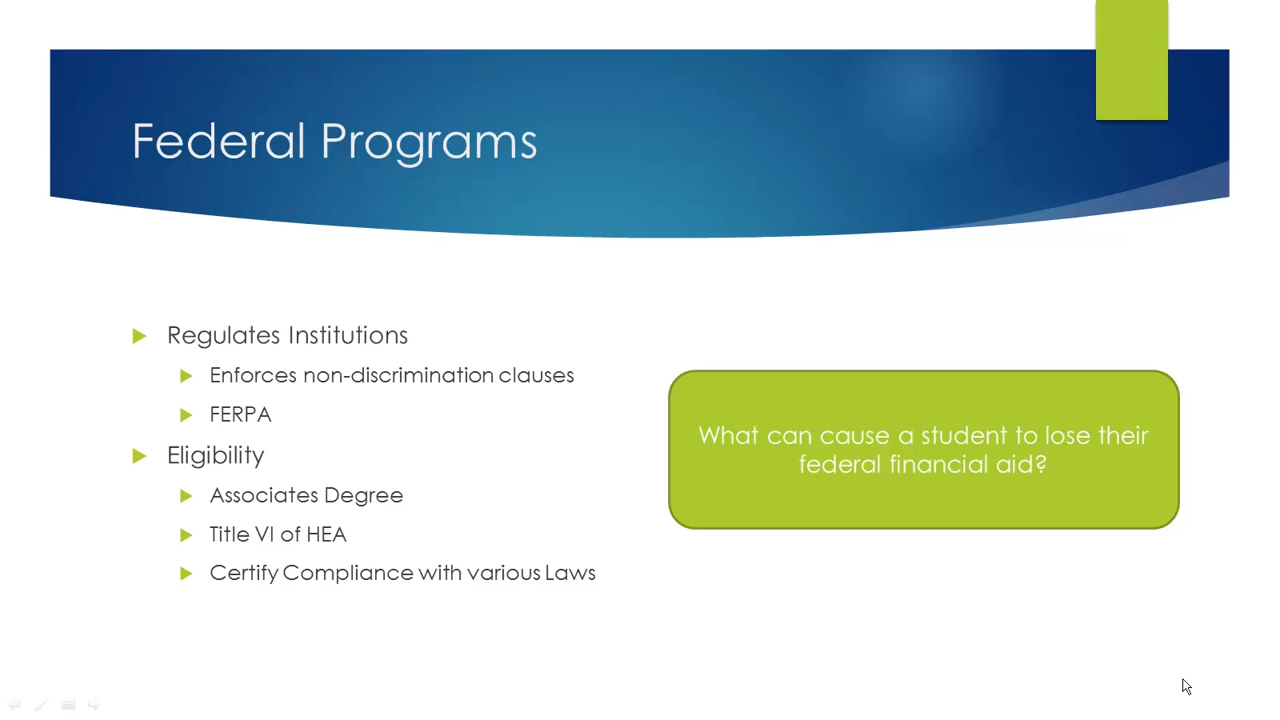 Federal Programs
Regulates Institutions
Enforces non-discrimination clauses
FERPA
Eligibility
Associates Degree
Title VI of HEA
Certify Compliance with various Laws
What can cause a student to lose their
federal financial aid?